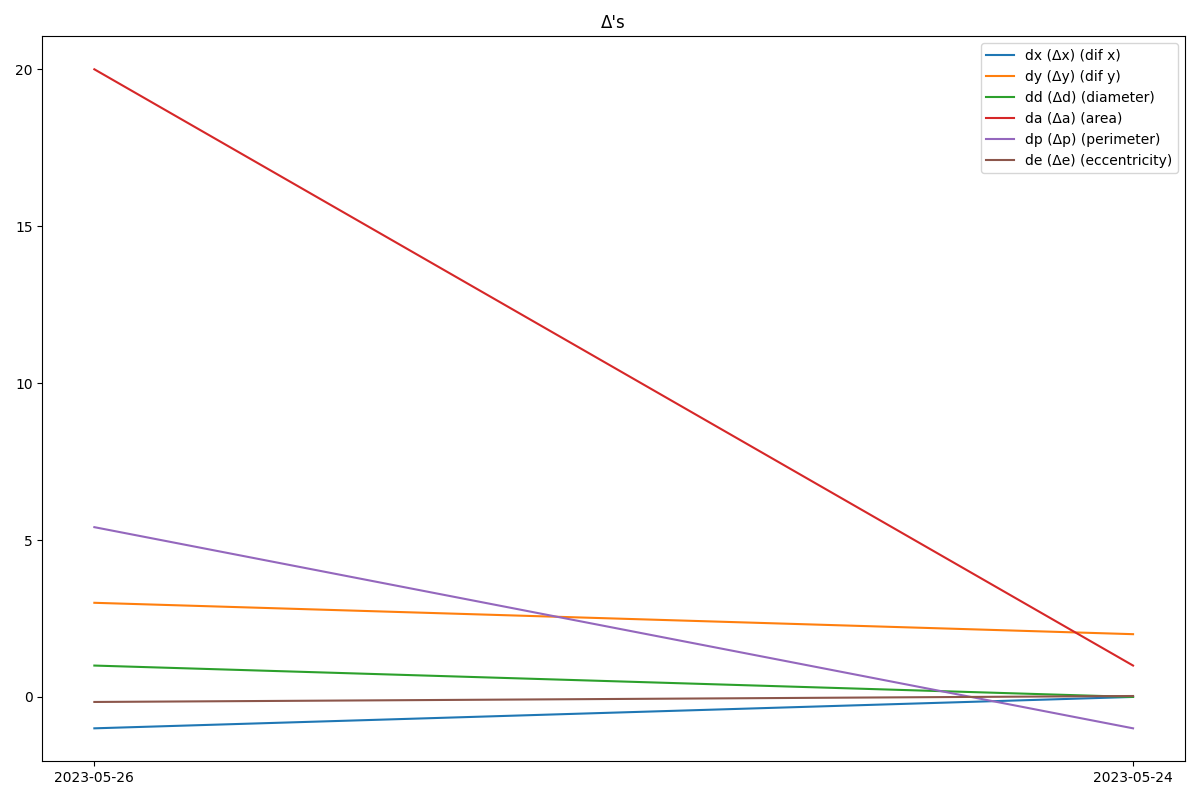 Δ's
dx (Δx) (dif x)
dy (Δy) (dif y)
dd (Δd) (diameter)
da (Δa) (area)
dp (Δp) (perimeter)
de (Δe) (eccentricity)
20
15
10
5
0
2023-05-26
2023-05-24